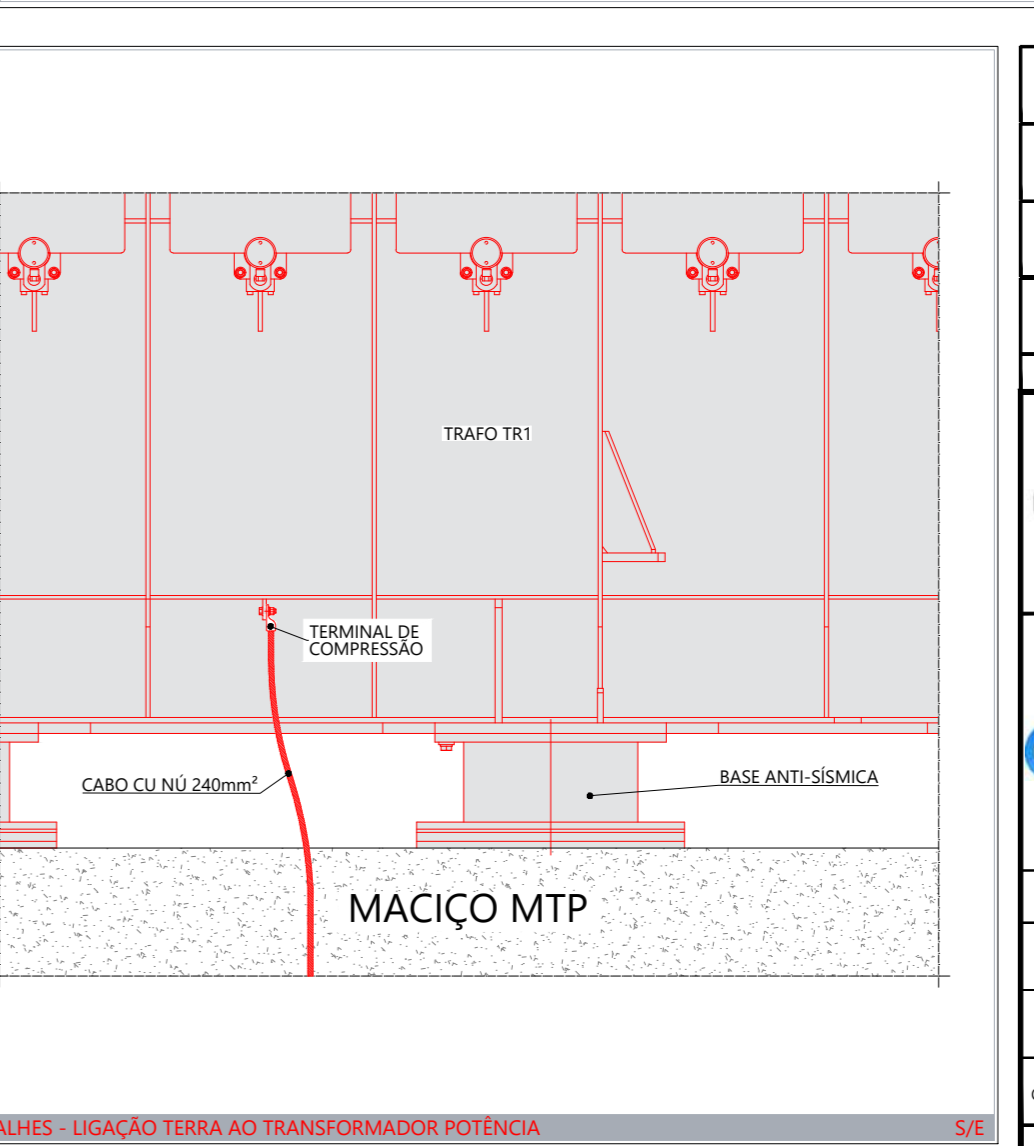 TRAFO TR1
TERMINAL DE
COMPRESSÃO
CABO CU NÚ 240mm²
BASE ANTI-SÍSMICA
MACIÇO MTP
ALHES - LIGAÇÃO TERRA AO TRANSFORMADOR POTÊNCIA
S/E